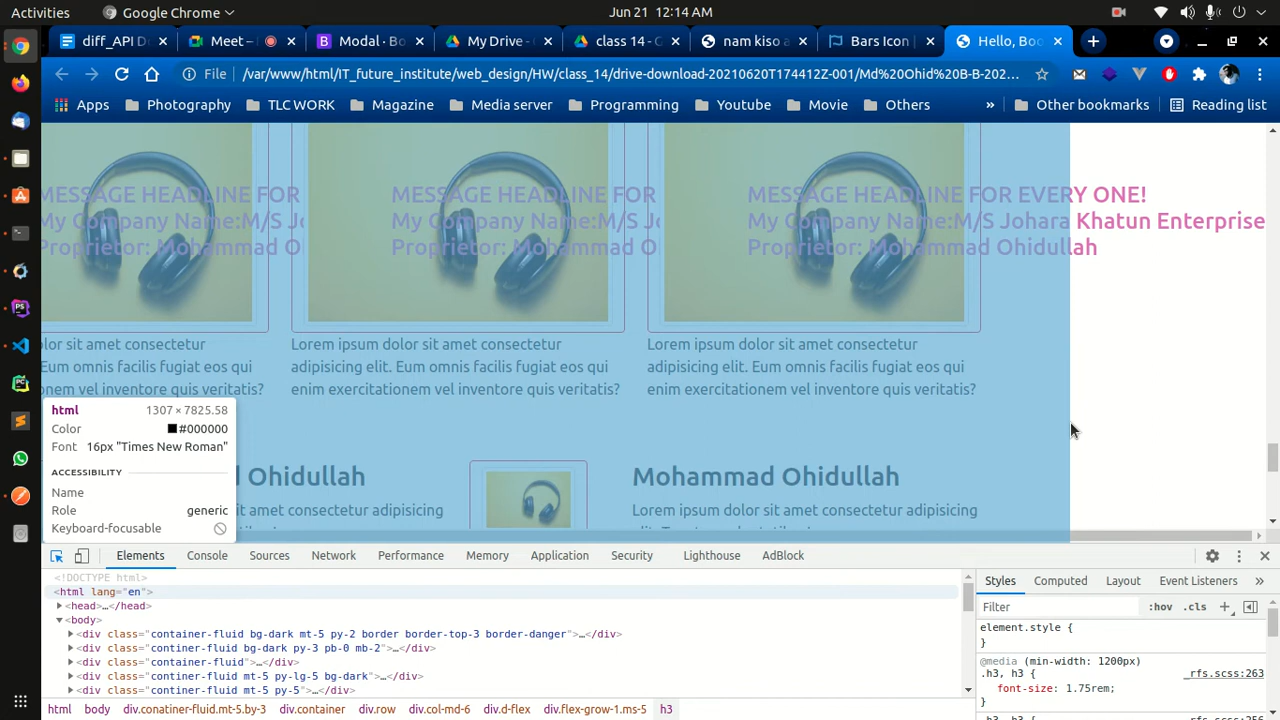 Activities
Google Chrome
Jun 21 12:14 AM
diff_API D
Meet –
Modal · Bo
My Drive -
class 14 - G
nam kiso a
Bars Icon |
Hello, Boo
File
/var/www/html/IT_future_institute/web_design/HW/class_14/drive-download-20210620T174412Z-001/Md%20Ohid%20B-B-202...
Apps
Photography
TLC WORK
Magazine
Media server
Programming
Youtube
Movie
Others
»
Other bookmarks
Reading list
MESSAGE HEADLINE FOR
MESSAGE HEADLINE FOR
MESSAGE HEADLINE FOR EVERY ONE!
My Company Name:M/S
My Company Name:M/S Jo
My Company Name:M/S Johara Khatun Enterprise
Proprietor: Mohammad O
Proprietor: Mohammad O
Proprietor: Mohammad Ohidullah
olor sit amet consectetur
Eum omnis facilis fugiat eos qui
onem vel inventore quis veritatis?
Lorem ipsum dolor sit amet consectetur
adipisicing elit. Eum omnis facilis fugiat eos qui
enim exercitationem vel inventore quis veritatis?
Lorem ipsum dolor sit amet consectetur
adipisicing elit. Eum omnis facilis fugiat eos qui
enim exercitationem vel inventore quis veritatis?
html 1307 × 7825.58
Color #000000
Font 16px "Times New Roman"
ACCESSIBILITY
Name
Role generic
Keyboard-focusable
d Ohidullah
it amet consectetur adipisicing
Mohammad Ohidullah
Lorem ipsum dolor sit amet consectetur adipisicing
Elements
Console
Sources
Network
Performance
Memory
Application
Security
Lighthouse
AdBlock
<!DOCTYPE html>
<html lang="en">
<head>…</head>
<body>
<div class="container-fluid bg-dark mt-5 py-2 border border-top-3 border-danger">…</div>
<div class="continer-fluid bg-dark py-3 pb-0 mb-2">…</div>
<div class="container-fluid">…</div>
<div class="continer-fluid mt-5 py-lg-5 bg-dark">…</div>
<div class="continer-fluid mt-5 py-5">…</div>
html
body
div.conatiner-fluid.mt-5.by-3
div.container
div.row
div.col-md-6
div.d-flex
div.flex-grow-1.ms-5
h3
Styles
Computed
Layout
Event Listeners
»
Filter
:hov
.cls
element.style {
}
@media (min-width: 1200px)
.h3, h3 {
_rfs.scss:263
font-size: 1.75rem;
}